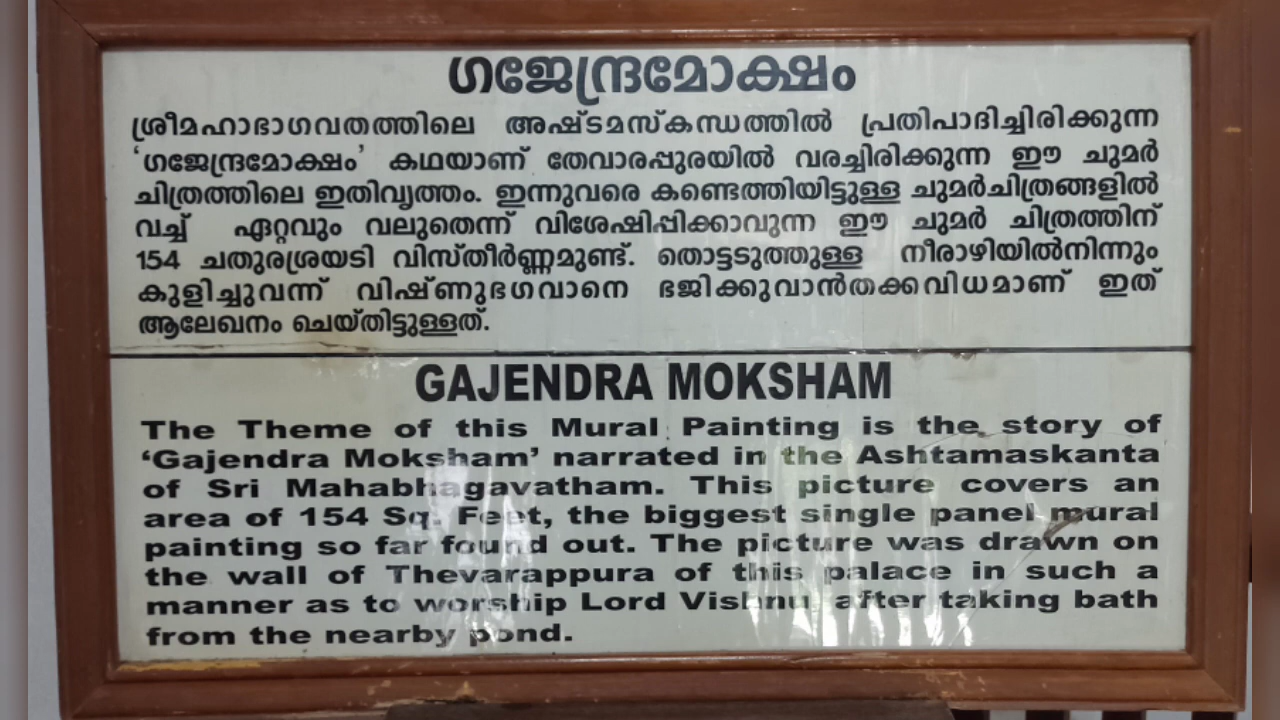 ഗജേന്ദ്രമോക്ഷം
ശ്രീമഹാഭാഗവതത്തിലെ അഷ്ടമസ്കന്ധത്തിൽ പ്രതിപാദിച്ചിരിക്കുന്ന
‘ഗജേന്ദ്രമോക്ഷം’ കഥയാണ് തേവാരപ്പുരയിൽ വരച്ചിരിക്കുന്ന ഈ ചുമർ
ചിത്രത്തിലെ ഇതിവൃത്തം. ഇന്നുവരെ കണ്ടെത്തിയിട്ടുള്ള ചുമർചിത്രങ്ങളിൽ
വച്ച് ഏറ്റവും വലുതെന്ന് വിശേഷിപ്പിക്കാവുന്ന ഈ ചുമർ ചിത്രത്തിന്
154 ചതുരശ്രയടി വിസ്തീർണ്ണമുണ്ട്. തൊട്ടടുത്തുള്ള നീരാഴിയിൽനിന്നും
കുളിച്ചുവന്ന് വിഷ്ണുഭഗവാനെ ഭജിക്കുവാൻതക്കവിധമാണ് ഇത്
ആലേഖനം ചെയ്തിട്ടുള്ളത്.
GAJENDRA MOKSHAM
The Theme of this Mural Painting is the story of
‘Gajendra Moksham’ narrated in the Ashtamaskanta
of Sri Mahabhagavatham. This picture covers an
area of 154 Sq. Feet, the biggest single panel mural
painting so far found out. The picture was drawn on
the wall of Thevarappura of this palace in such a
manner as to worship Lord Vishnu after taking bath
from the nearby pond.